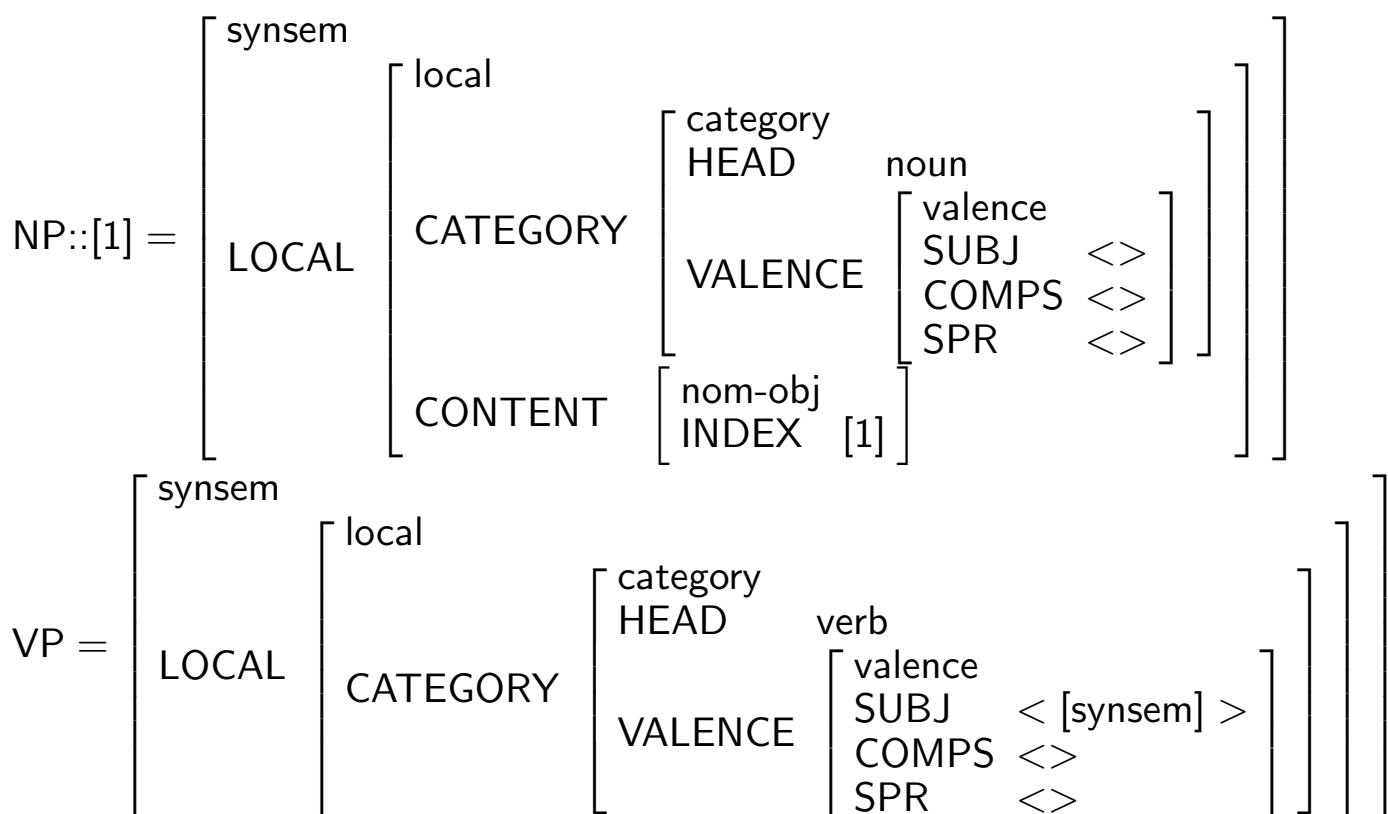 synsem
local
category
HEAD noun
valence
NP::[1] = LOCAL CATEGORY VALENCE SUBJ <>
COMPS <>
SPR <>
CONTENT nom-obj
INDEX [1]
synsem
local
category
HEAD verb
VP = LOCAL CATEGORY VALENCE valence
SUBJ < [synsem] >
COMPS <>
SPR <>